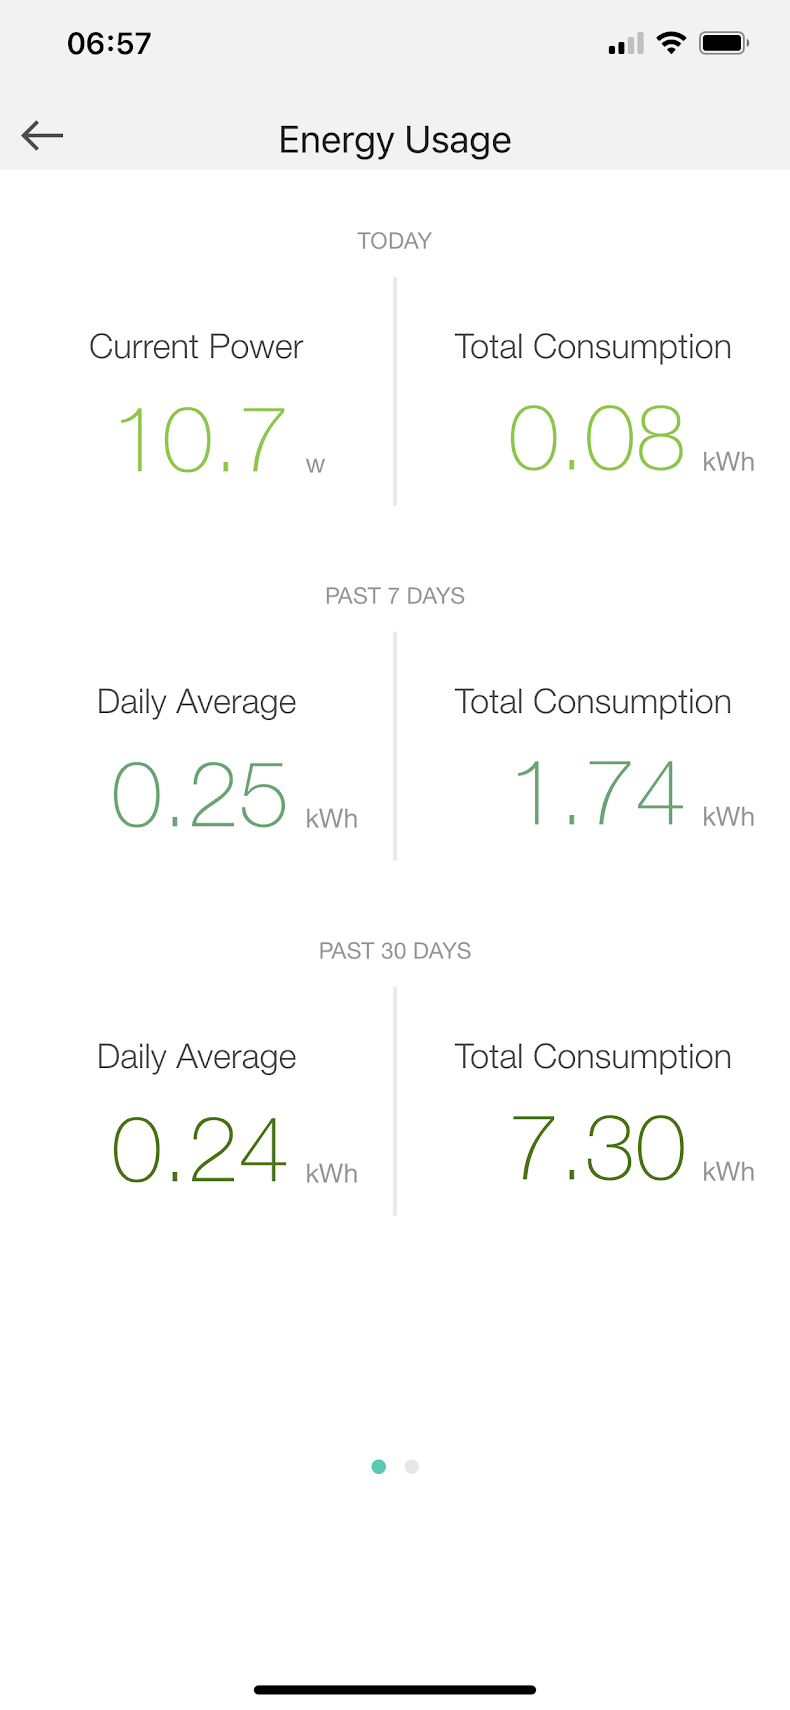 06:57
Energy Usage
TODAY
Current Power
Total Consumption
10.7 w
0.08 kWh
PAST 7 DAYS
Daily Average
Total Consumption
0.25 kWh
1.74 kWh
PAST 30 DAYS
Daily Average
Total Consumption
0.24 kWh
7.30 kWh